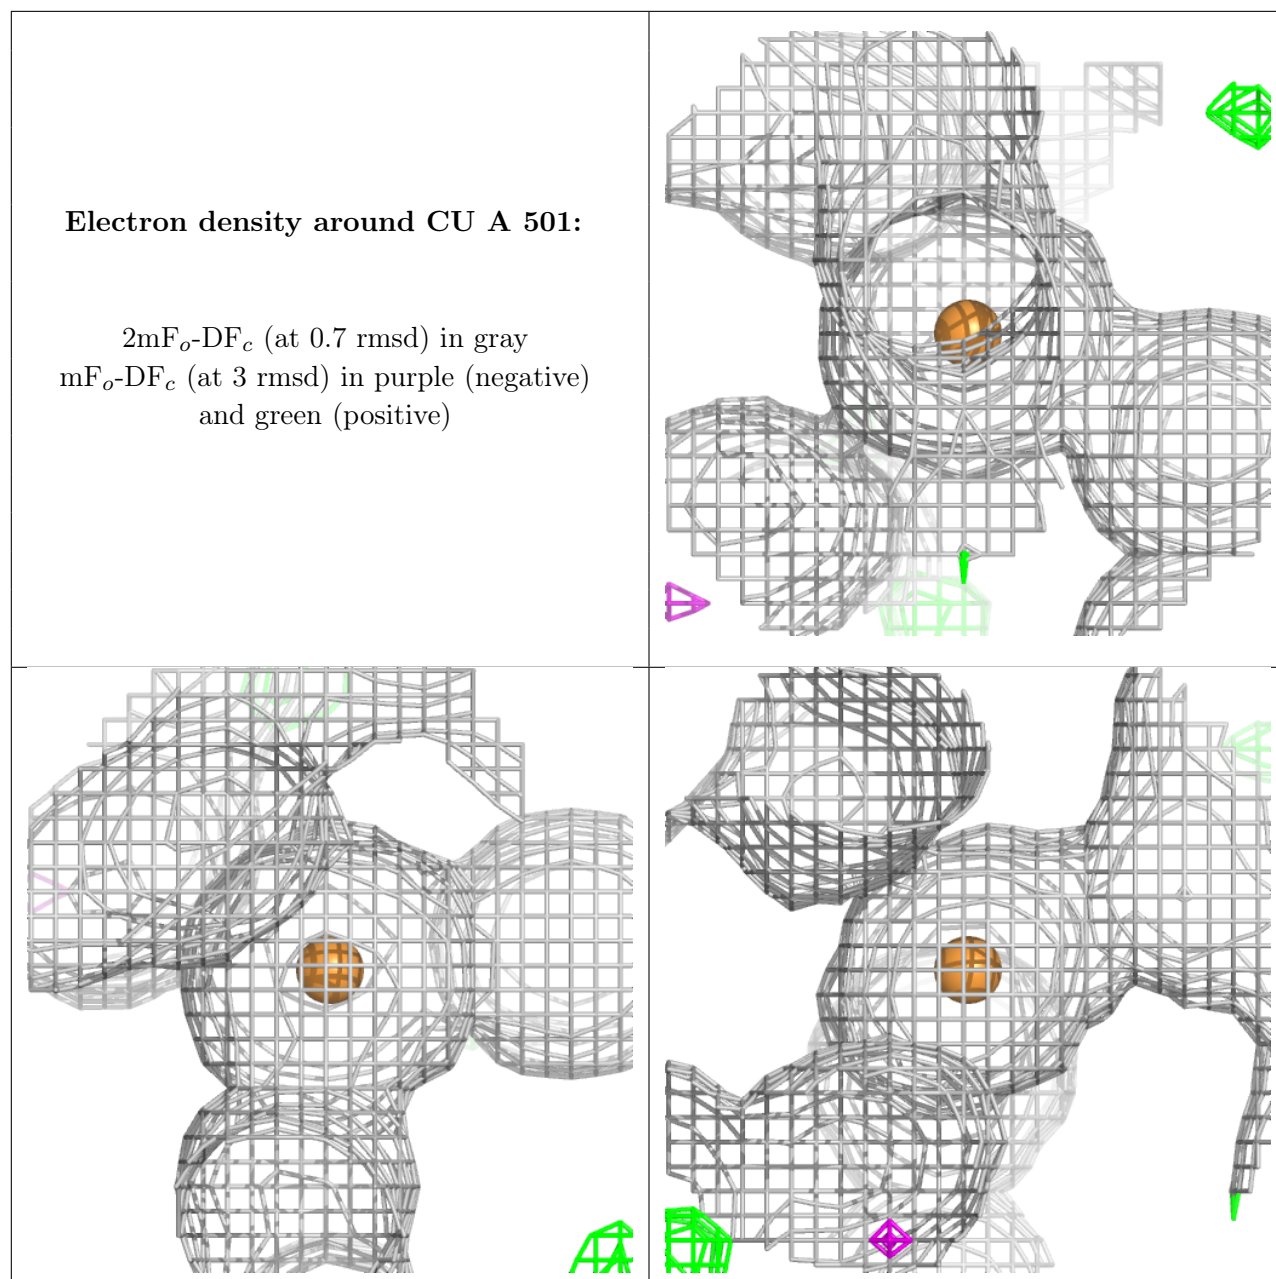 Electron density around CU A 501:
2mFo-DFc (at 0.7 rmsd) in gray
mFo-DFc (at 3 rmsd) in purple (negative)
and green (positive)